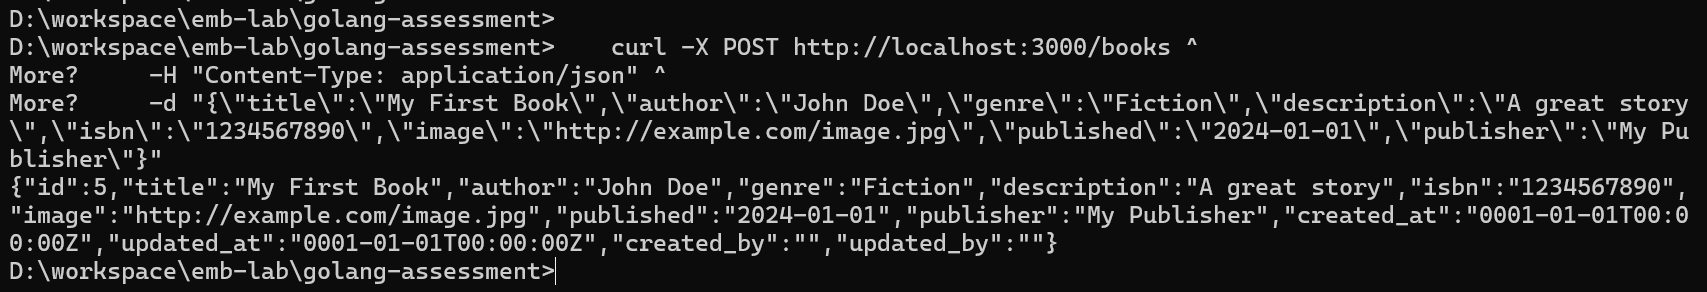 D:\workspace\emb-lab\golang-assessment>
D:\workspace\emb-lab\golang-assessment>    curl -X POST http://localhost:3000/books ^
More?     -H "Content-Type: application/json" ^
More?     -d "{\"title\":\"My First Book\",\"author\":\"John Doe\",\"genre\":\"Fiction\",\"description\":\"A great story
\",\"isbn\":\"1234567890\",\"image\":\"http://example.com/image.jpg\",\"published\":\"2024-01-01\",\"publisher\":\"My Pu
blisher\"}"
{"id":5,"title":"My First Book","author":"John Doe","genre":"Fiction","description":"A great story","isbn":"1234567890",
"image":"http://example.com/image.jpg","published":"2024-01-01","publisher":"My Publisher","created_at":"0001-01-01T00:0
0:00Z","updated_at":"0001-01-01T00:00:00Z","created_by":"","updated_by":""}
D:\workspace\emb-lab\golang-assessment>